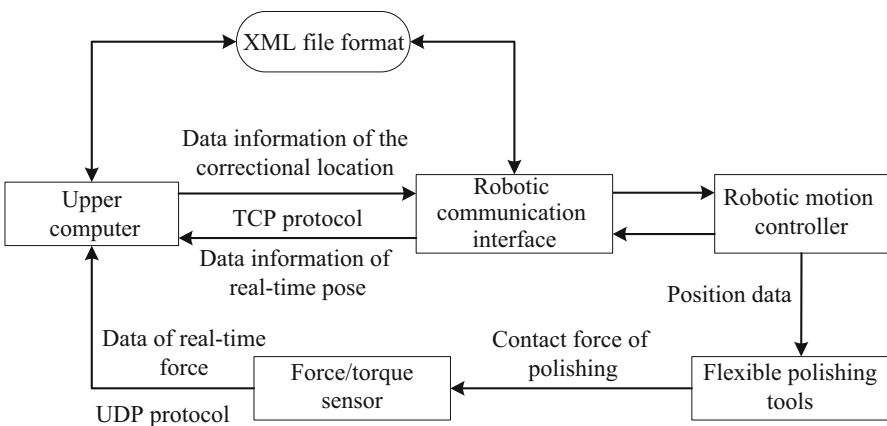 XML file format
Data information of the
correctional location
Upper
computer
TCP protocol
Robotic
communication
interface
Robotic motion
controller
Data information of
real-time pose
Position data
Data of real-time
force
UDP protocol
Force/torque
sensor
Contact force of
polishing
Flexible polishing
tools